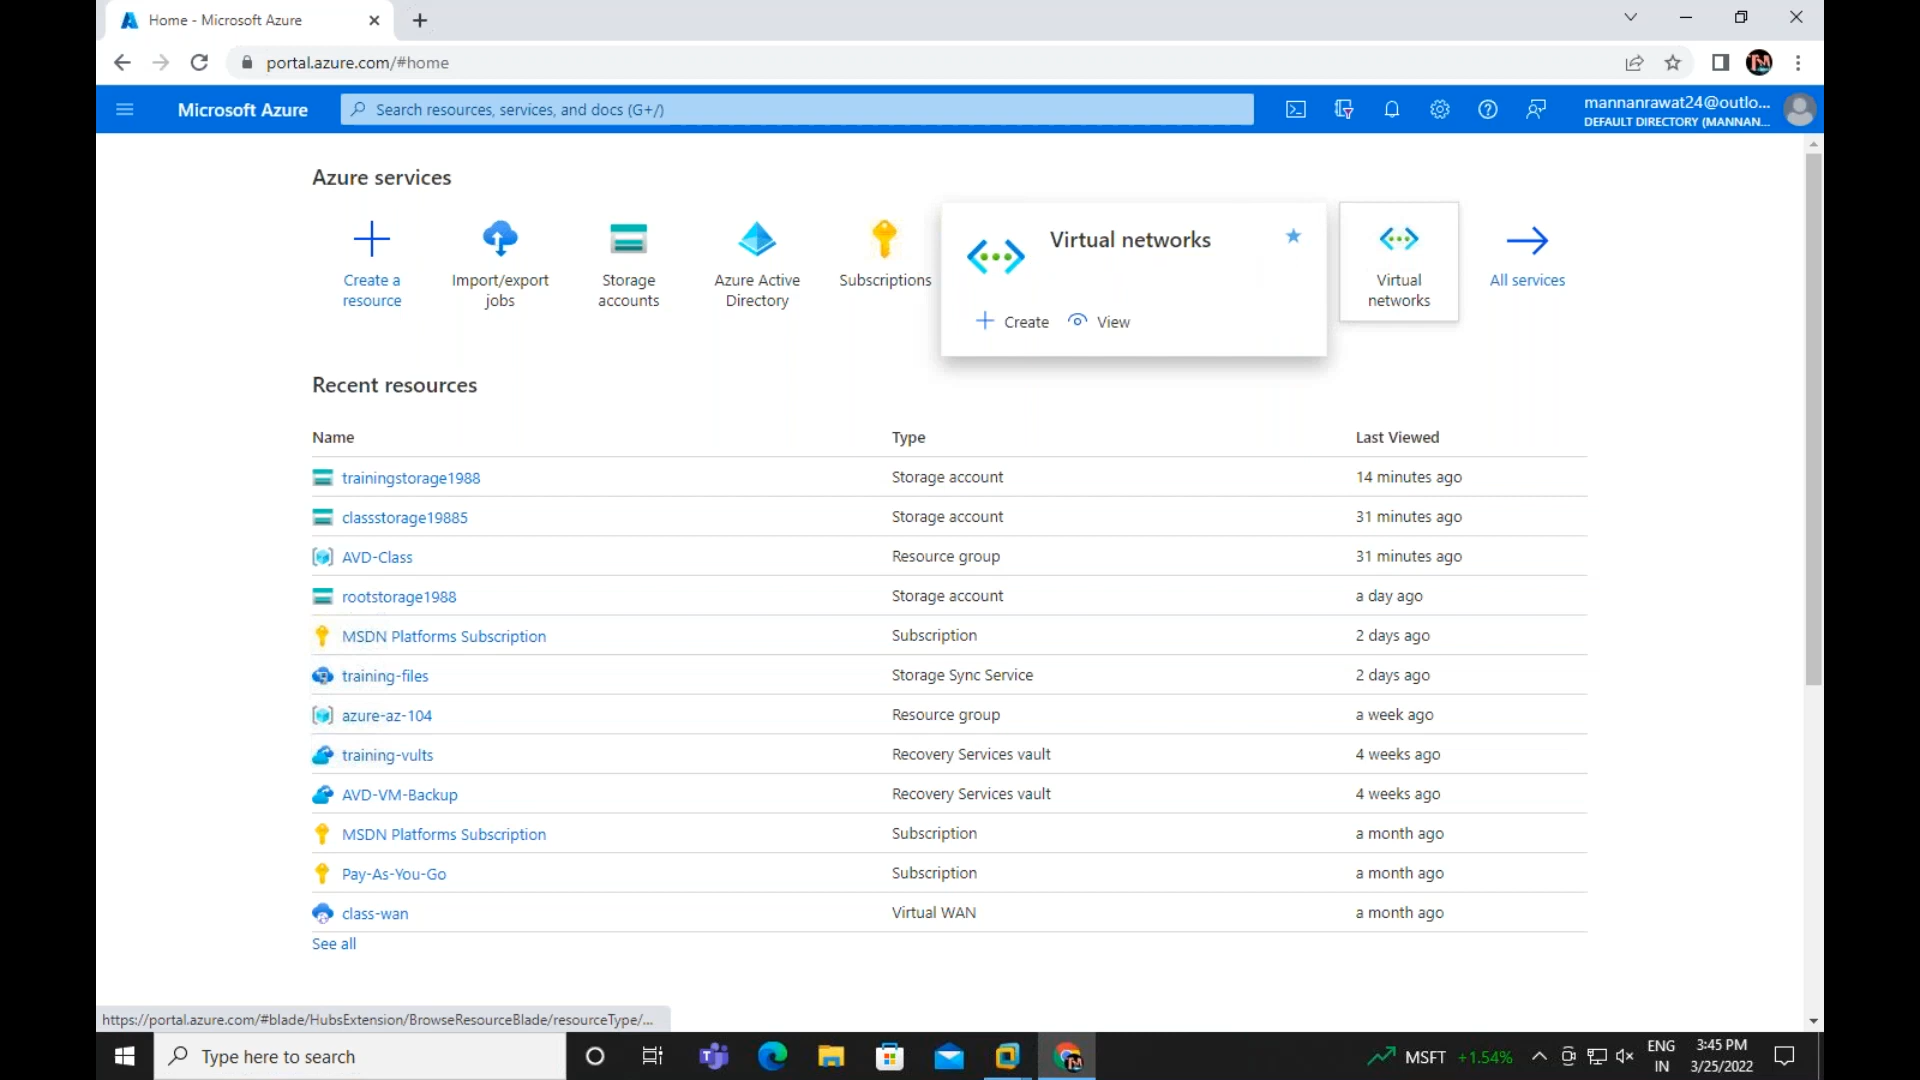 Home - Microsoft Azure
portal.azure.com/#home
Microsoft Azure
Search resources, services, and docs (G+/)
mannanrawat24@outlo...
DEFAULT DIRECTORY (MANNAN...
Azure services
Create a
resource
Import/export
jobs
Storage
accounts
Azure Active
Directory
Subscriptions
Virtual networks
Create
View
Virtual
networks
All services
Recent resources
Name Type Last Viewed
trainingstorage1988 Storage account 14 minutes ago
classstorage19885 Storage account 31 minutes ago
AVD-Class Resource group 31 minutes ago
rootstorage1988 Storage account a day ago
MSDN Platforms Subscription Subscription 2 days ago
training-files Storage Sync Service 2 days ago
azure-az-104 Resource group a week ago
training-vults Recovery Services vault 4 weeks ago
AVD-VM-Backup Recovery Services vault 4 weeks ago
MSDN Platforms Subscription Subscription a month ago
Pay-As-You-Go Subscription a month ago
class-wan Virtual WAN a month ago
See all
https://portal.azure.com/#blade/HubsExtension/BrowseResourceBlade/resourceType/...
Type here to search
MSFT +1.54%
ENG
IN
3:45 PM
3/25/2022